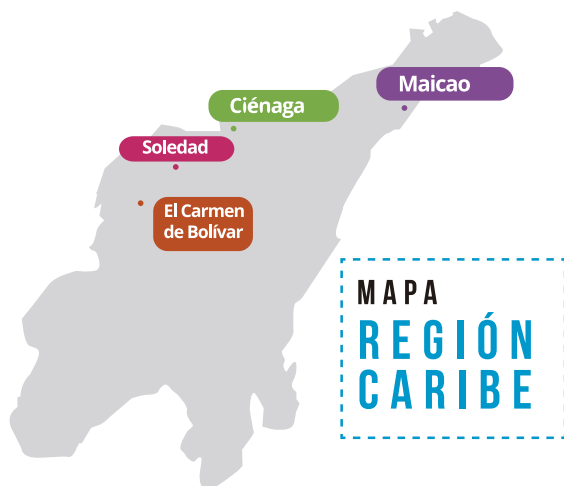 Maicao
Ciénaga
Soledad
El Carmen
de Bolívar
MAPA
REGIÓN
CARIBE